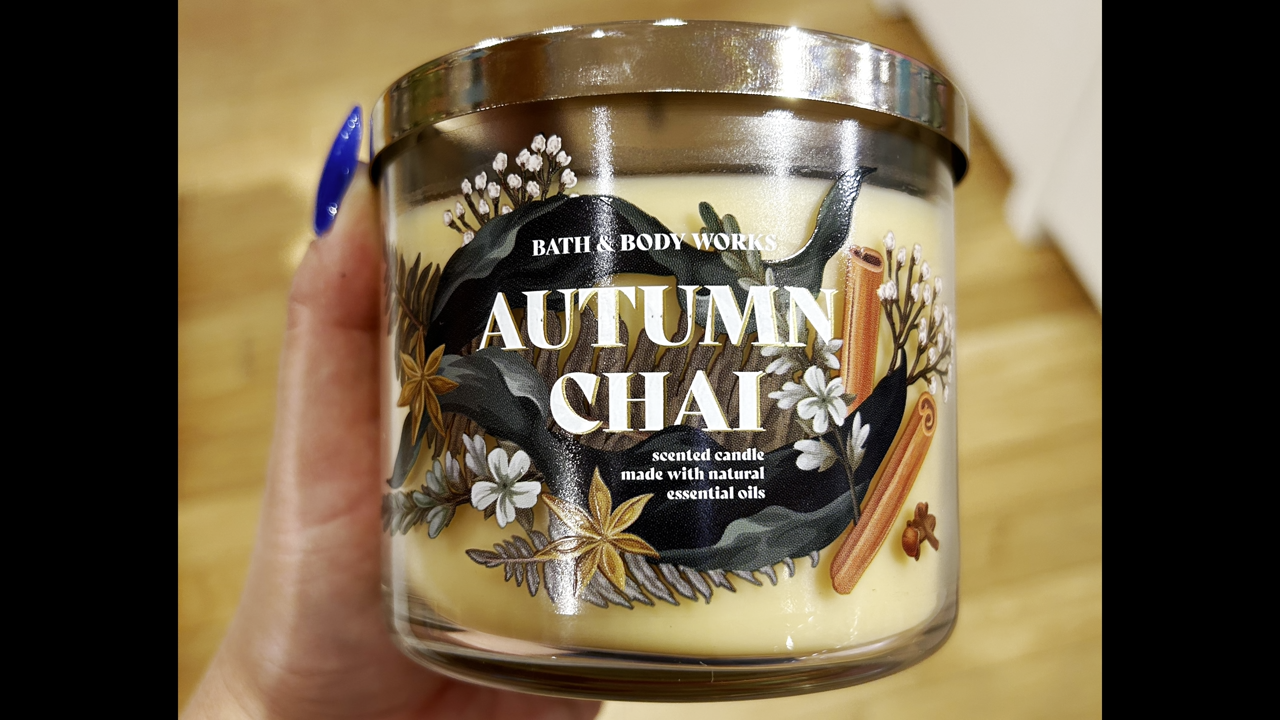 BATH & BODY WORKS
AUTUMN
CHAI
scented candle
made with natural
essential oils